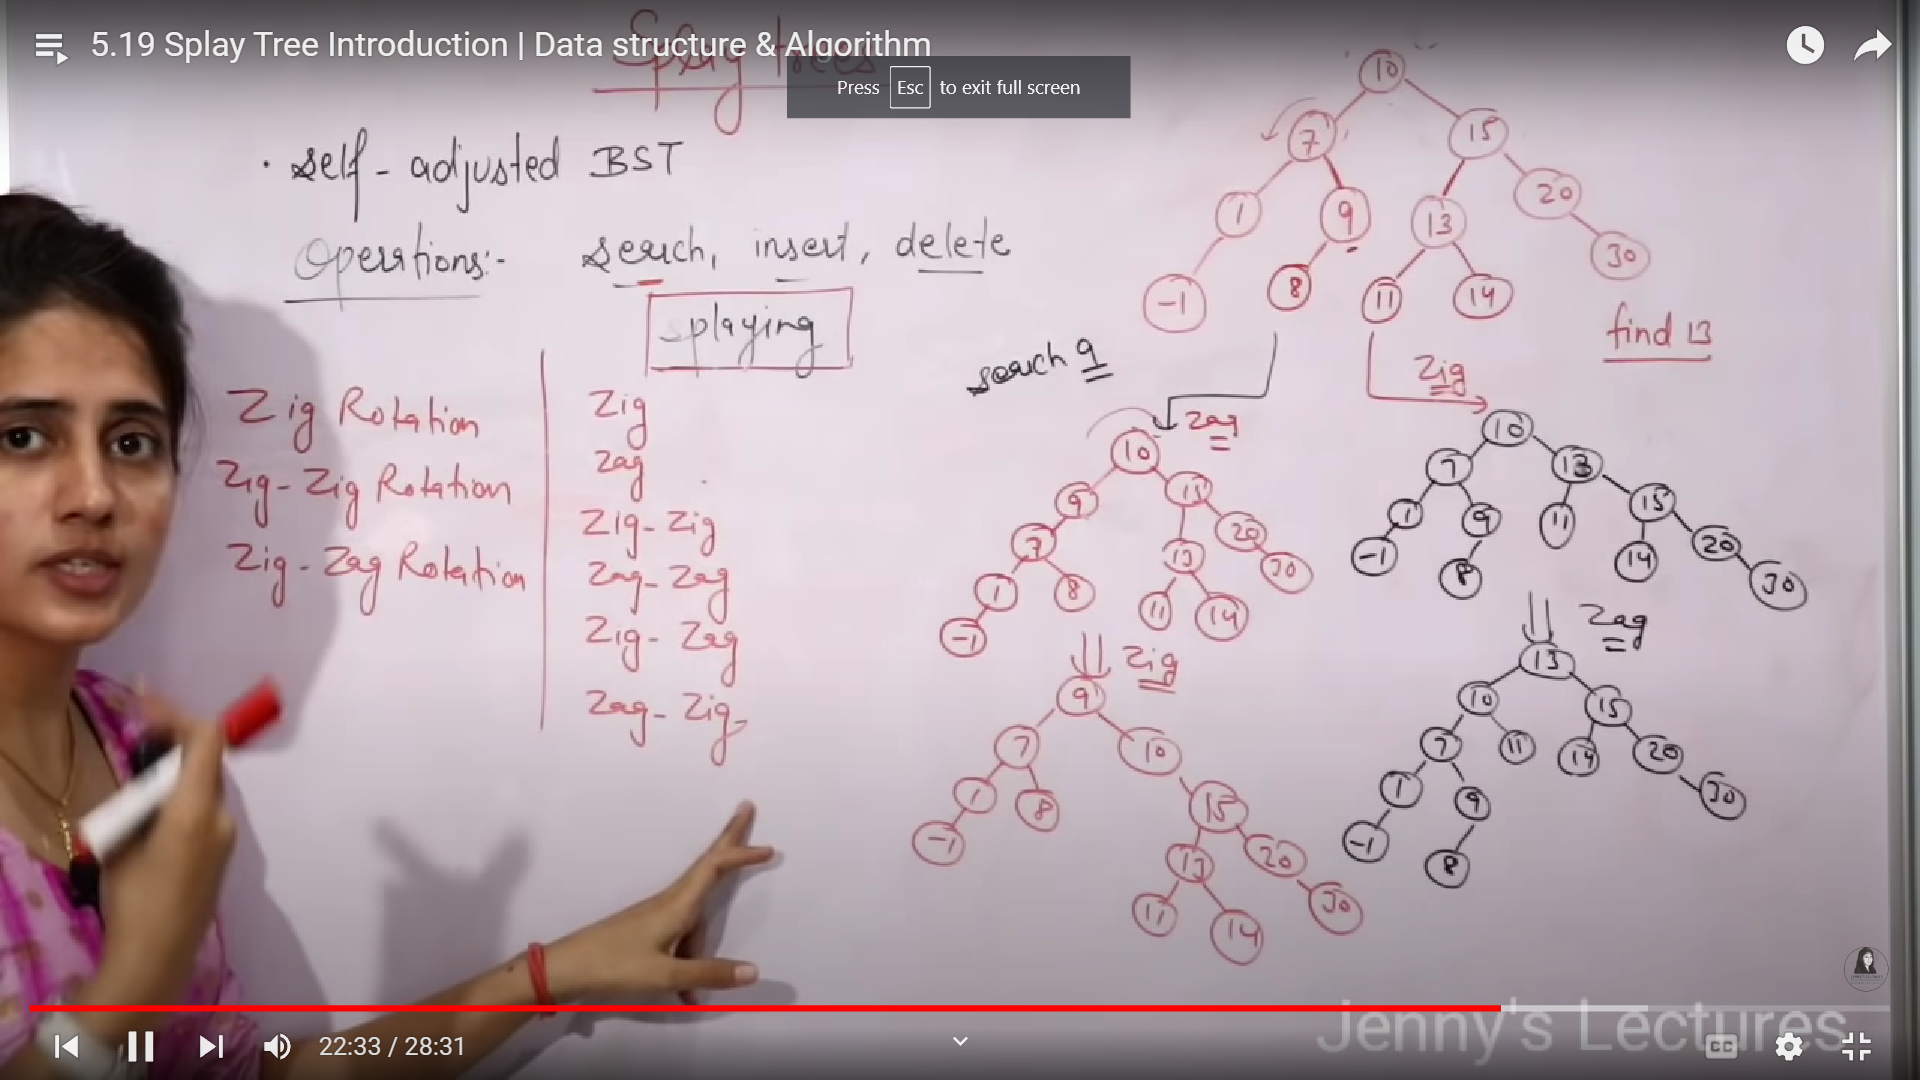 5.19 Splay Tree Introduction | Data structure & Algorithm
Splay trees
Press Esc to exit full screen
· self-adjusted BST
Operations:- search, insert, delete
splaying
Zig Rotation
Zig-Zig Rotation
Zig-Zag Rotation
Zig
Zag
Zig-Zig
Zag-Zag
Zig-Zag
Zag-Zig
10
7 15
1 9 13 20
-1 8 11 14 30
find 13
search 9
Zag
10
9 15
7 13 20
1 8 11 14 30
-1
Zig
9
7 10
1 8 15
-1 13 20
11 14 30
Zig
10
7 13
1 9 11 15
-1 8 14 20
30
Zag
13
10 15
7 11 14 20
1 9 30
-1 8
Jenny's Lectures
22:33 / 28:31
CC